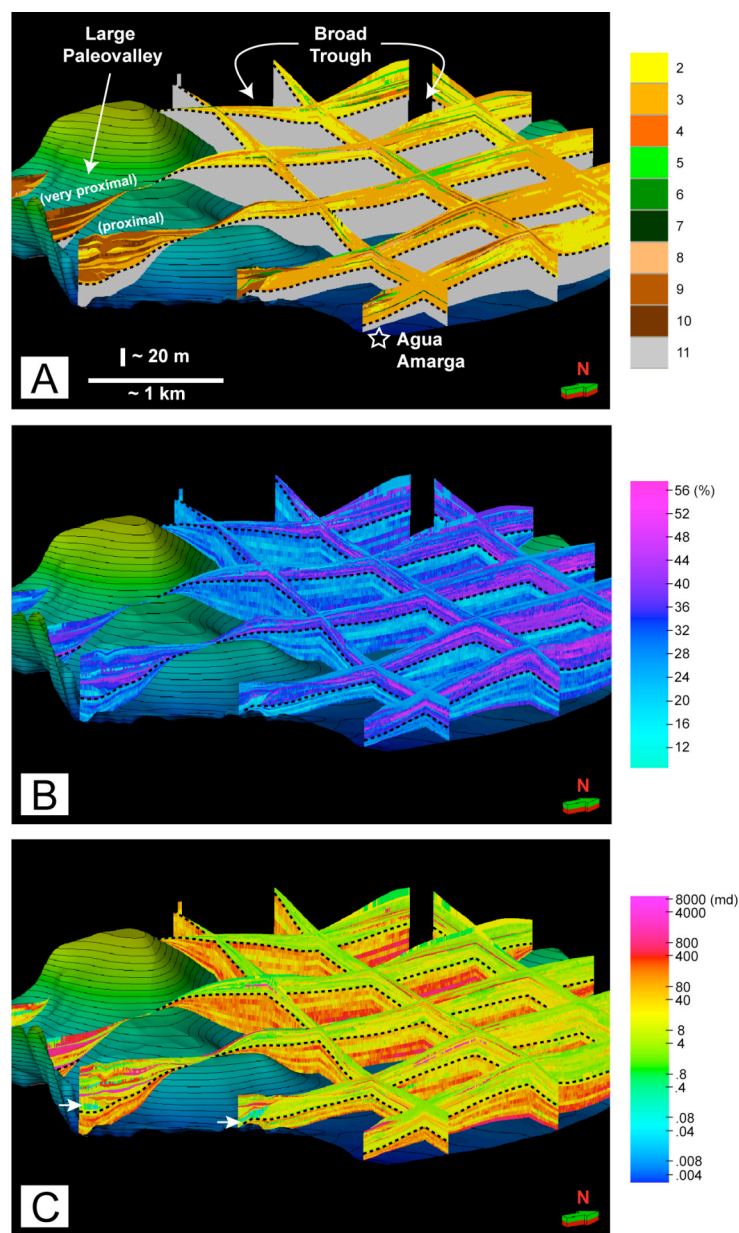 Large
Paleovalley
Broad
Trough
(very proximal)
(proximal)
2
3
4
5
6
7
8
9
10
11
A
~ 20 m
~ 1 km
Agua
Amarga
N
B
56 (%)
52
48
44
40
36
32
28
24
20
16
12
N
C
8000 (md)
4000
800
400
80
40
8
4
.8
.4
.08
.04
.008
.004
N